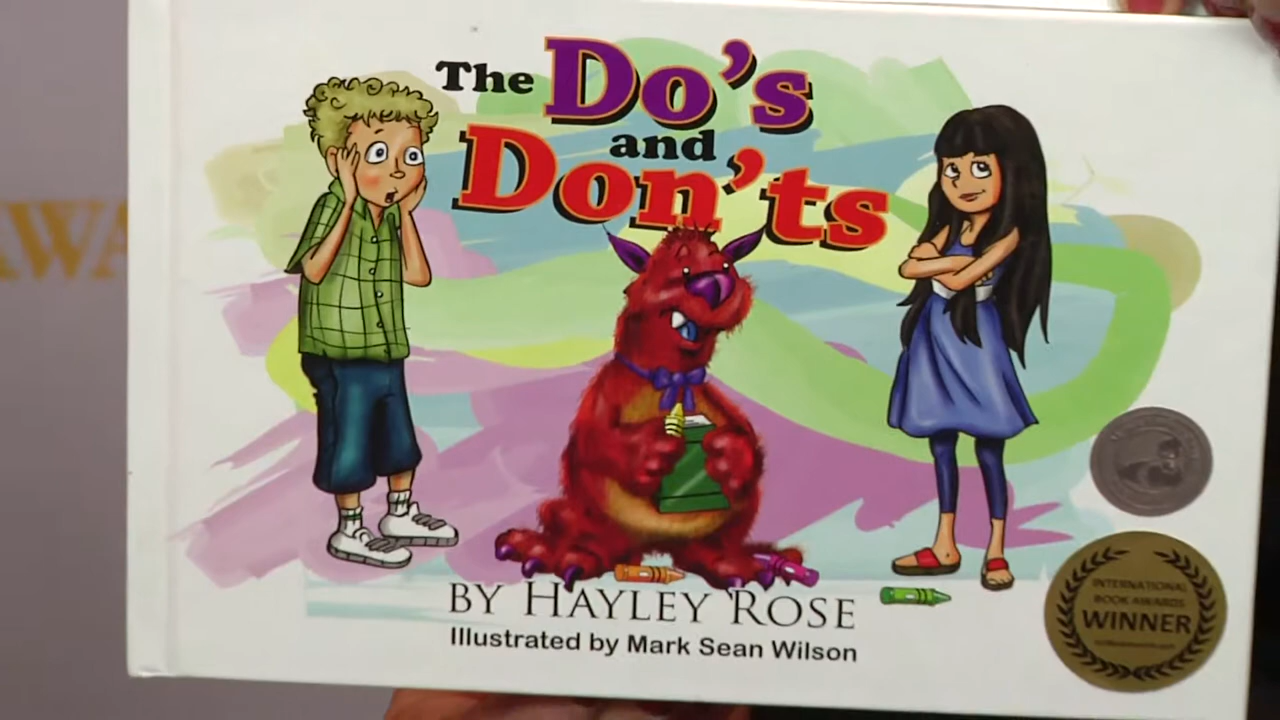 The Do's
and
Don'ts
BY HAYLEY ROSE
Illustrated by Mark Sean Wilson
INTERNATIONAL
BOOK AWARDS
WINNER